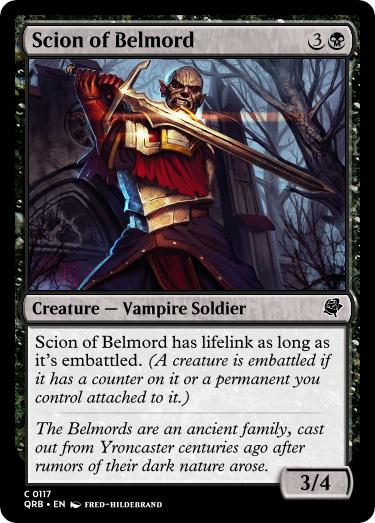 Scion of Belmord 3
Creature — Vampire Soldier
Scion of Belmord has lifelink as long as
it's embattled. (A creature is embattled if
it has a counter on it or a permanent you
control attached to it.)
The Belmords are an ancient family, cast
out from Yroncaster centuries ago after
rumors of their dark nature arose.
3/4
C 0117
QRB • EN FRED-HILDEBRAND